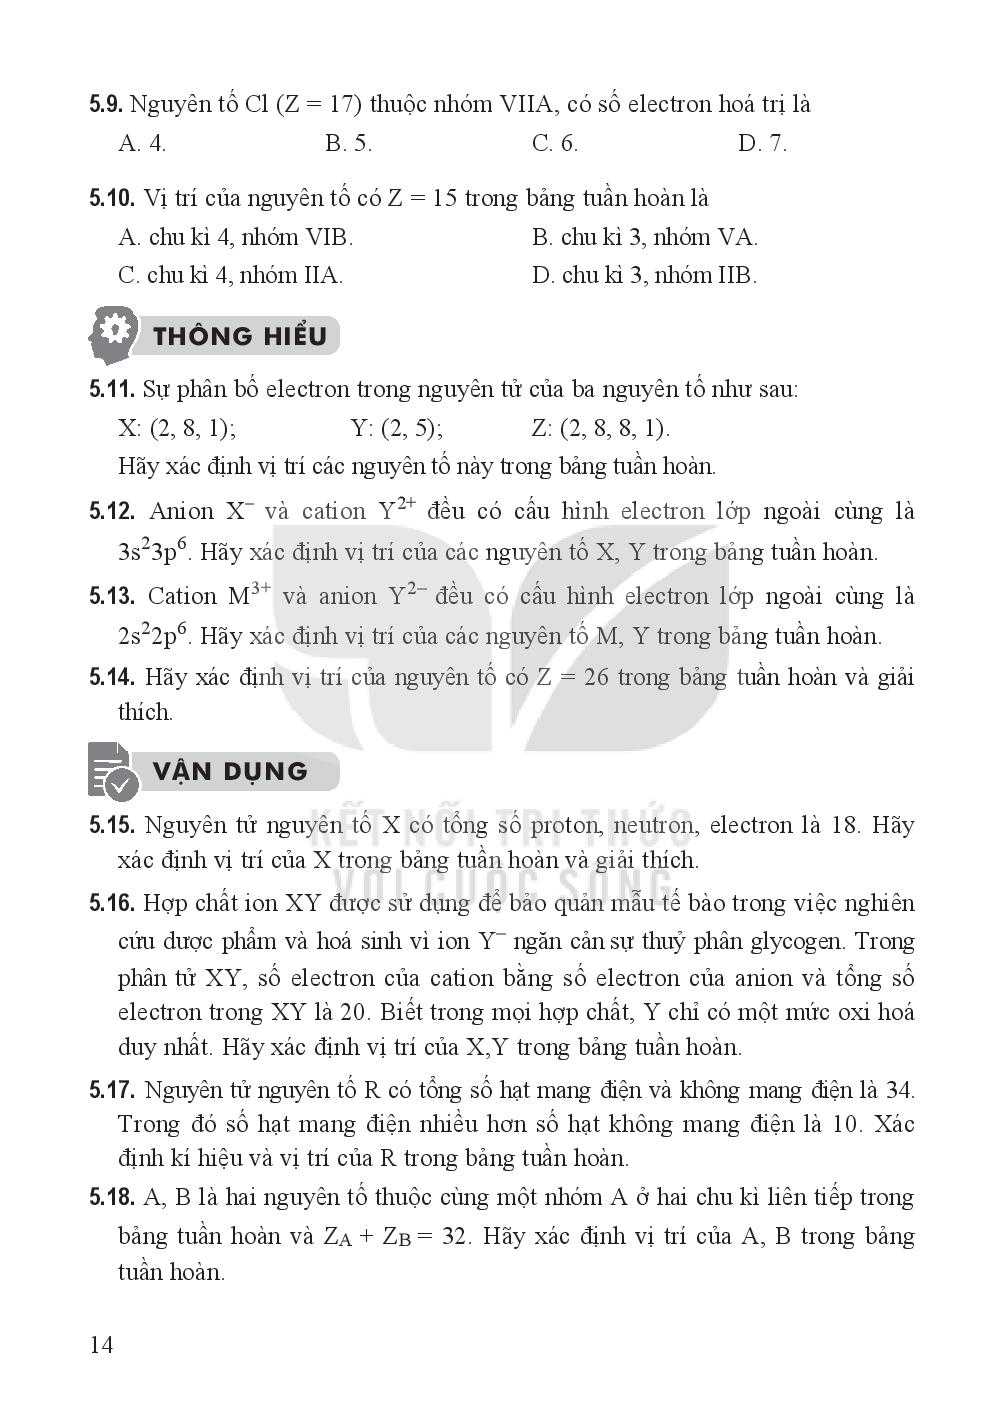 5.9. Nguyên tố Cl (Z = 17) thuộc nhóm VIIA, có số electron hoá trị là
A. 4. B. 5. C. 6. D. 7.
5.10. Vị trí của nguyên tố có Z = 15 trong bảng tuần hoàn là
A. chu kì 4, nhóm VIB. B. chu kì 3, nhóm VA.
C. chu kì 4, nhóm IIA. D. chu kì 3, nhóm IIB.
THÔNG HIỂU
5.11. Sự phân bố electron trong nguyên tử của ba nguyên tố như sau:
X: (2, 8, 1); Y: (2, 5); Z: (2, 8, 8, 1).
Hãy xác định vị trí các nguyên tố này trong bảng tuần hoàn.
5.12. Anion X⁻ và cation Y²⁺ đều có cấu hình electron lớp ngoài cùng là
3s²3p⁶. Hãy xác định vị trí của các nguyên tố X, Y trong bảng tuần hoàn.
5.13. Cation M³⁺ và anion Y²⁻ đều có cấu hình electron lớp ngoài cùng là
2s²2p⁶. Hãy xác định vị trí của các nguyên tố M, Y trong bảng tuần hoàn.
5.14. Hãy xác định vị trí của nguyên tố có Z = 26 trong bảng tuần hoàn và giải
thích.
VẬN DỤNG
KẾT NỐI TRI THỨC
5.15. Nguyên tử nguyên tố X có tổng số proton, neutron, electron là 18. Hãy
xác định vị trí của X trong bảng tuần hoàn và giải thích.
VỚI CUỘC SỐNG
5.16. Hợp chất ion XY được sử dụng để bảo quản mẫu tế bào trong việc nghiên
cứu dược phẩm và hoá sinh vì ion Y⁻ ngăn cản sự thuỷ phân glycogen. Trong
phân tử XY, số electron của cation bằng số electron của anion và tổng số
electron trong XY là 20. Biết trong mọi hợp chất, Y chỉ có một mức oxi hoá
duy nhất. Hãy xác định vị trí của X,Y trong bảng tuần hoàn.
5.17. Nguyên tử nguyên tố R có tổng số hạt mang điện và không mang điện là 34.
Trong đó số hạt mang điện nhiều hơn số hạt không mang điện là 10. Xác
định kí hiệu và vị trí của R trong bảng tuần hoàn.
5.18. A, B là hai nguyên tố thuộc cùng một nhóm A ở hai chu kì liên tiếp trong
bảng tuần hoàn và Z_A + Z_B = 32. Hãy xác định vị trí của A, B trong bảng
tuần hoàn.
14